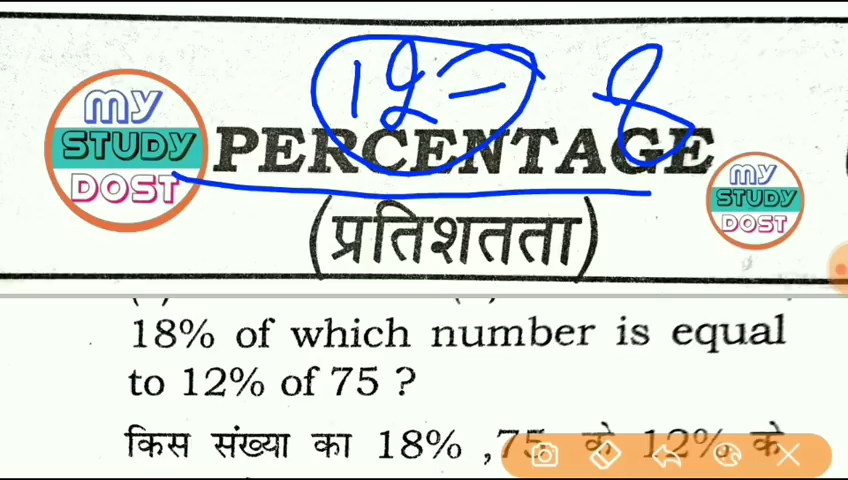 12 - 8
MY
STUDY
DOST
PERCENTAGE
MY
STUDY
DOST
(प्रतिशतता)
18% of which number is equal
to 12% of 75 ?
किस संख्या का 18% ,75 के 12% के